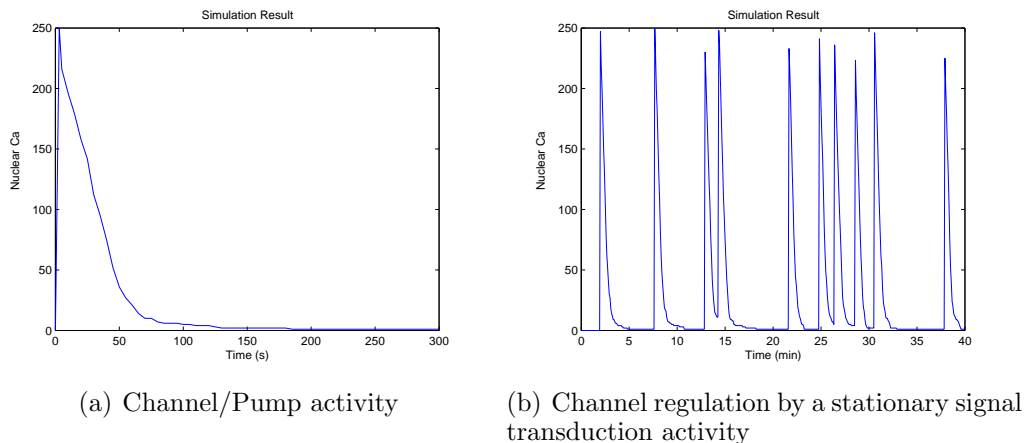 Simulation Result
250
200
150
100
50
0
Nuclear Ca
0 50 100 150 200 250 300
Time (s)
(a) Channel/Pump activity
Simulation Result
250
200
150
100
50
0
Nuclear Ca
0 5 10 15 20 25 30 35 40
Time (min)
(b) Channel regulation by a stationary signal
transduction activity